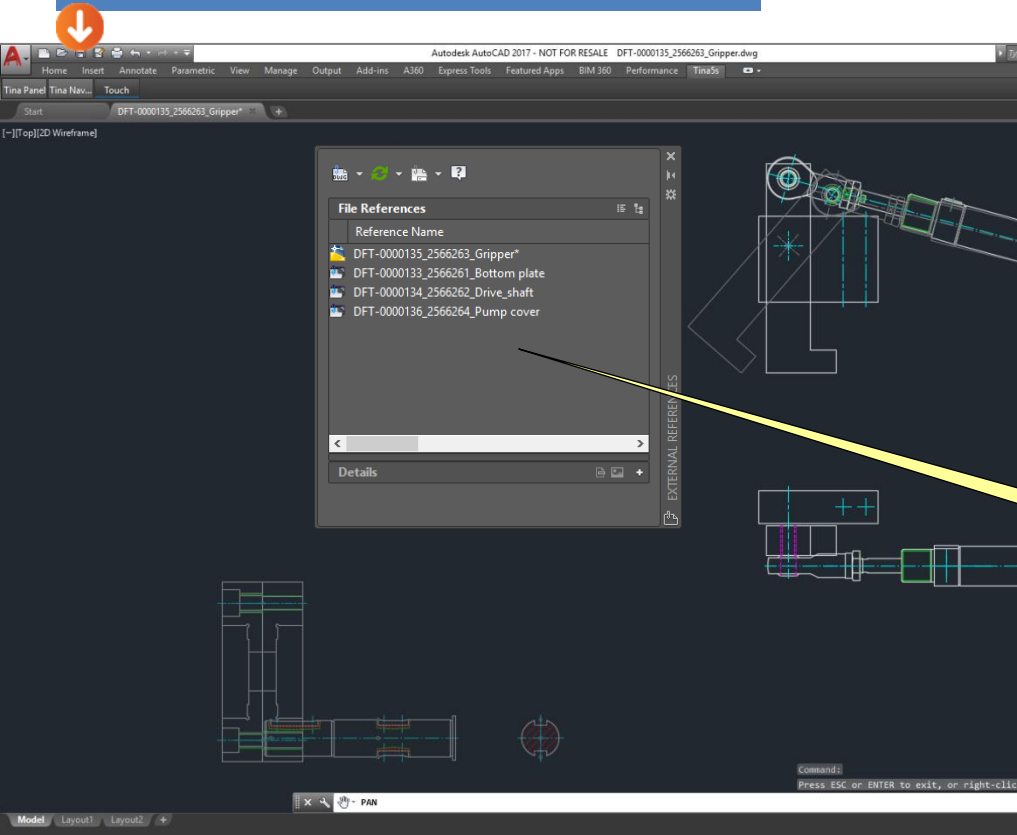 Autodesk AutoCAD 2017 - NOT FOR RESALE DFT-0000135_2566263_Gripper.dwg
Home Insert Annotate Parametric View Manage Output Add-ins A360 Express Tools Featured Apps BIM 360 Performance Tina5s
Tina Panel Tina Nav... Touch
Start DFT-0000135_2566263_Gripper* +
[−][Top][2D Wireframe]
File References
Reference Name
DFT-0000135_2566263_Gripper*
DFT-0000133_2566261_Bottom plate
DFT-0000134_2566262_Drive_shaft
DFT-0000136_2566264_Pump cover
Details
EXTERNAL REFERENCES
Command:
Press ESC or ENTER to exit, or right-clic
PAN
Model Layout1 Layout2 +